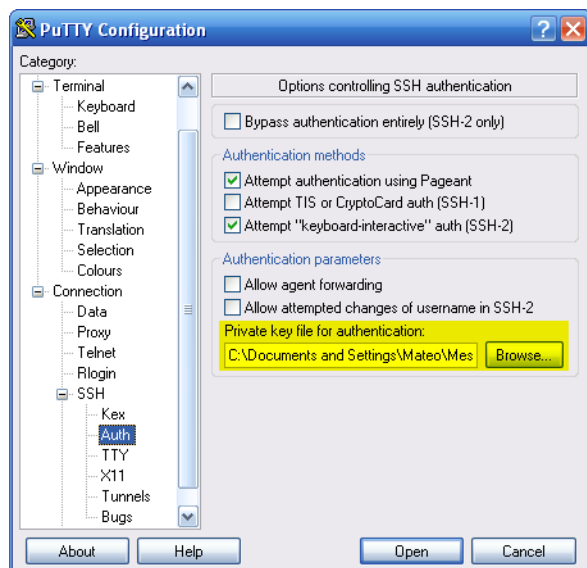 PuTTY Configuration
Category:
Terminal
Keyboard
Bell
Features
Window
Appearance
Behaviour
Translation
Selection
Colours
Connection
Data
Proxy
Telnet
Rlogin
SSH
Kex
Auth
TTY
X11
Tunnels
Bugs
Options controlling SSH authentication
Bypass authentication entirely (SSH-2 only)
Authentication methods
Attempt authentication using Pageant
Attempt TIS or CryptoCard auth (SSH-1)
Attempt "keyboard-interactive" auth (SSH-2)
Authentication parameters
Allow agent forwarding
Allow attempted changes of username in SSH-2
Private key file for authentication:
C:\Documents and Settings\Mateo\Mes
Browse...
About
Help
Open
Cancel